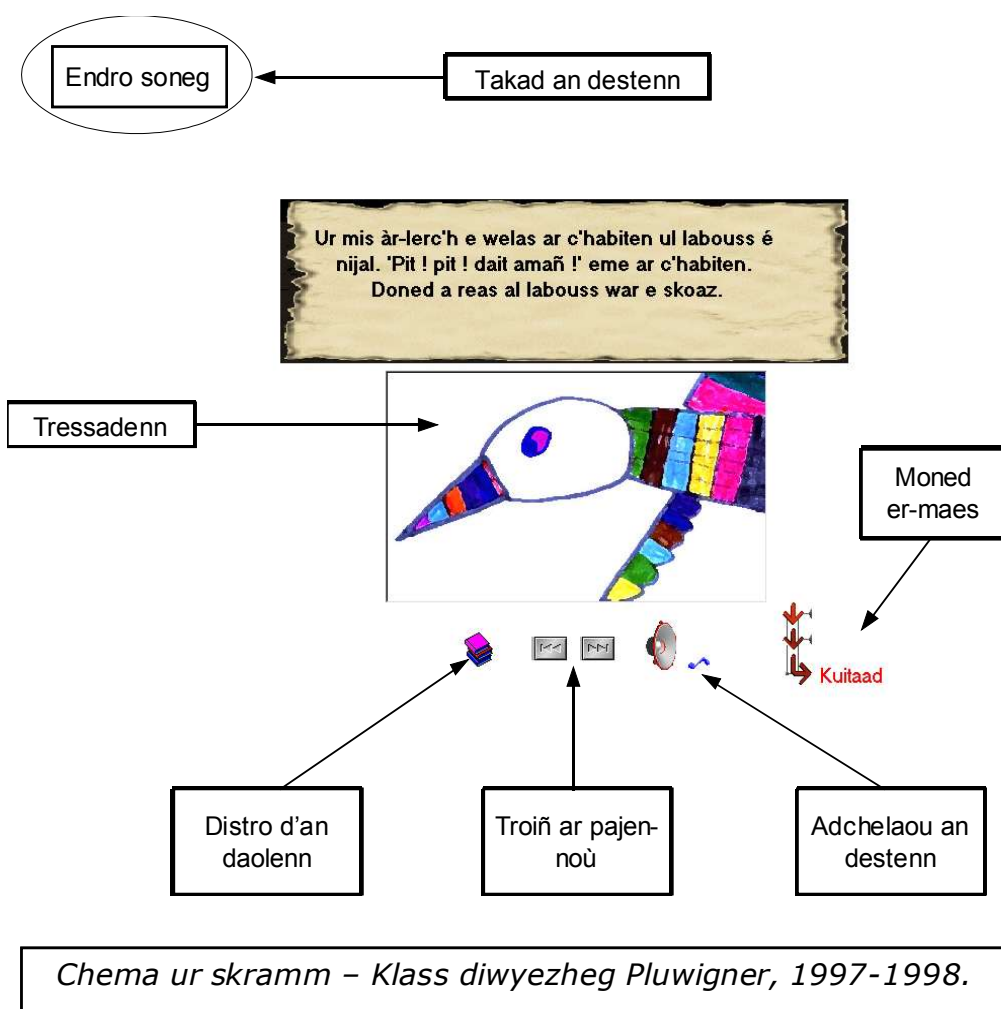 Endro soneg
Takad an destenn
Ur mis àr-lerc'h e welas ar c'habiten ul labouss é
nijal. 'Pit ! pit ! dait amañ !' eme ar c'habiten.
Doned a reas al labouss war e skoaz.
Tressadenn
Moned
er-maes
Kuitaad
Distro d’an
daolenn
Troiñ ar pajen-
noù
Adchelaou an
destenn
Chema ur skramm – Klass diwyezheg Pluwigner, 1997-1998.